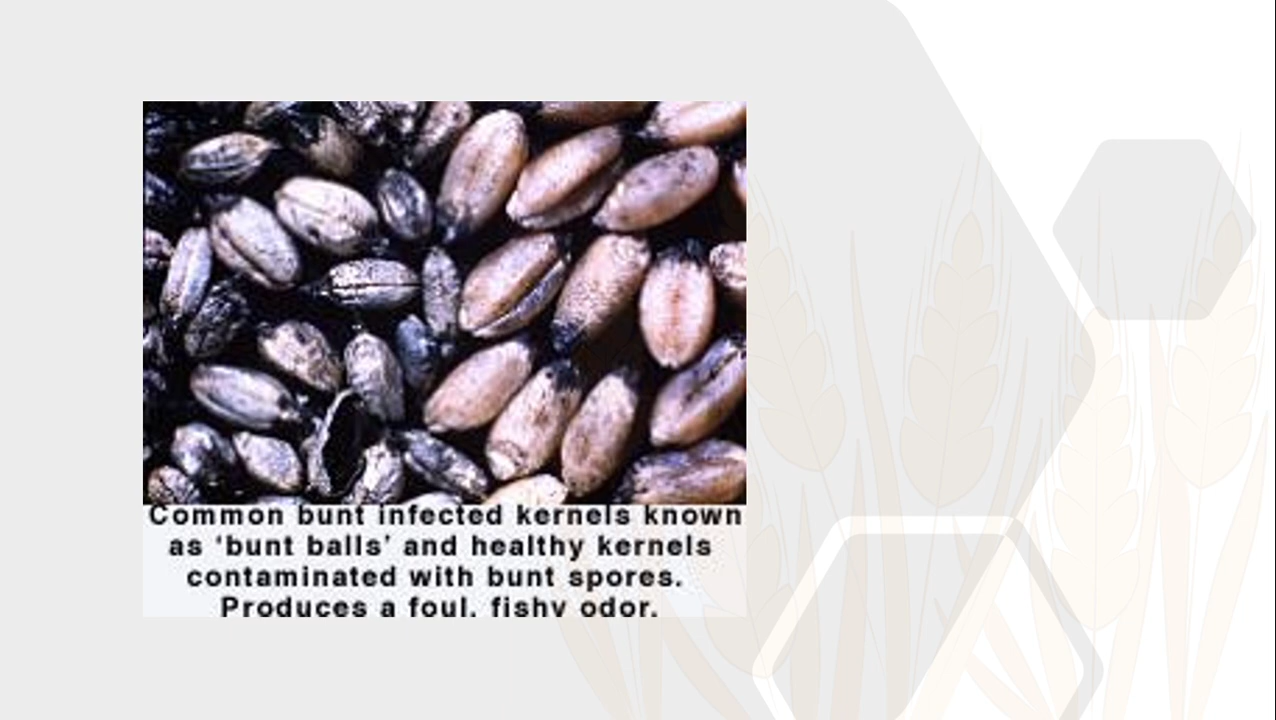 Common bunt infected kernels known
as ‘bunt balls’ and healthy kernels
contaminated with bunt spores.
Produces a foul, fishy odor.